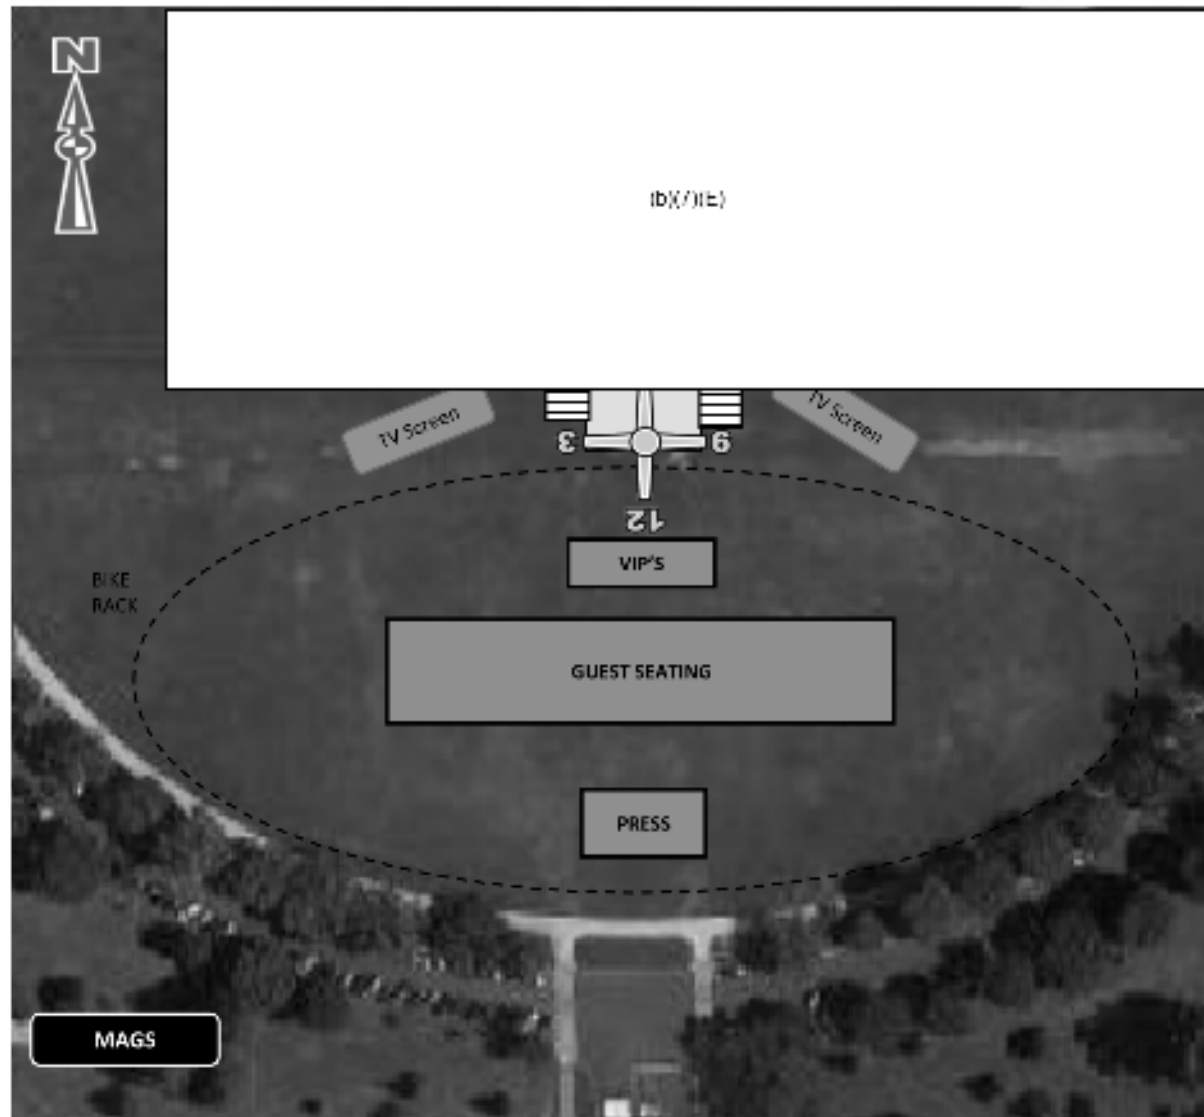 N
(b)(7)(E)
TV Screen
TV Screen
3
9
12
VIP'S
BIKE
RACK
GUEST SEATING
PRESS
MAGS